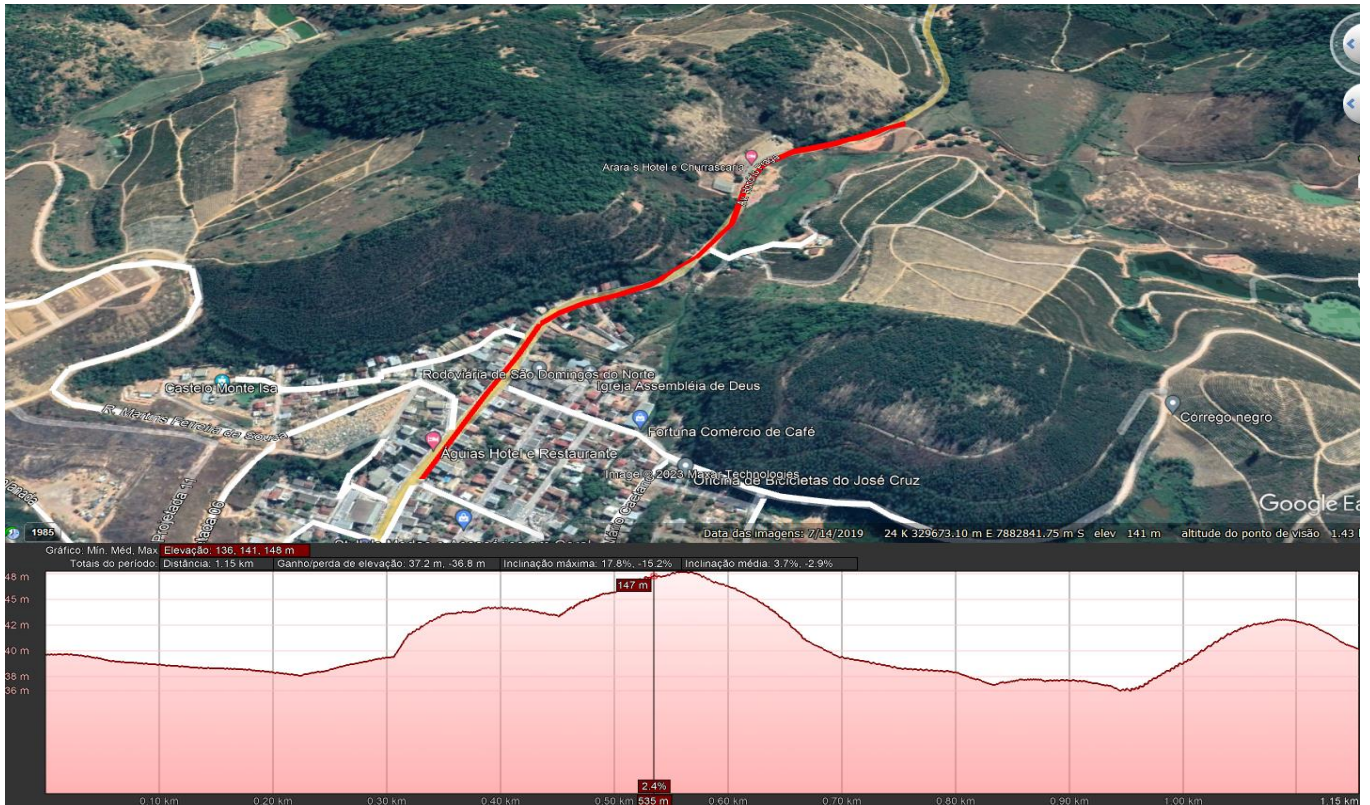 Arara's Hotel e Churrascaria
Castelo Monte Isa
Rodoviaria de São Domingos do Norte
Igreja Assembléia de Deus
Fortuna Comércio de Café
Córrego negro
Aguias Hotel e Restaurante
Image © 2023 Maxar Technologies
Oficina de Bicicletas do José Cruz
Projetada 11
Google Ea
1985
Data das imagens: 7/14/2019 24 K 329673.10 m E 7882841.75 m S elev 141 m altitude do ponto de visão 1.43
Gráfico: Mín. Méd. Max Elevação: 136, 141, 148 m
Totais do período: Distância: 1.15 km Ganho/perda de elevação: 37.2 m, -36.8 m Inclinação máxima: 17.8%, -15.2% Inclinação média: 3.7%, -2.9%
48 m
147 m
45 m
42 m
40 m
38 m
36 m
2.4%
0.10 km 0.20 km 0.30 km 0.40 km 0.50 km 535 m 0.60 km 0.70 km 0.80 km 0.90 km 1.00 km 1.15 km